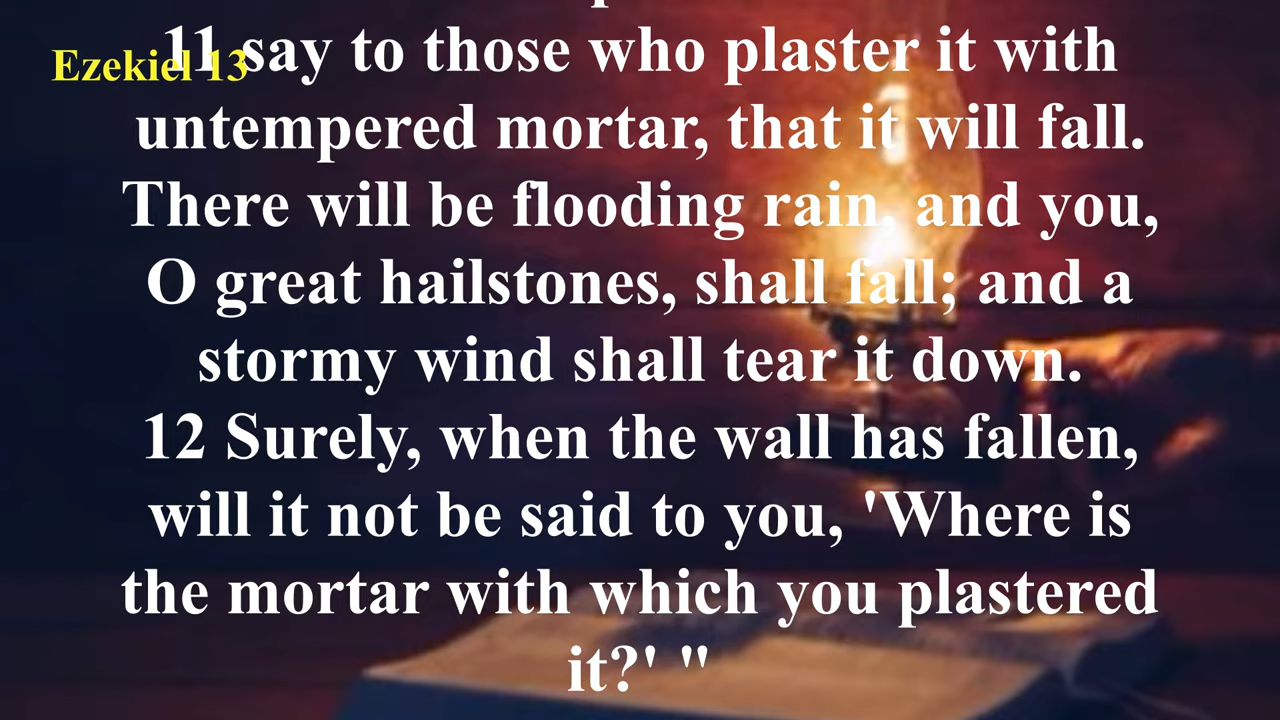 Ezekiel 13
11 say to those who plaster it with
untempered mortar, that it will fall.
There will be flooding rain, and you,
O great hailstones, shall fall; and a
stormy wind shall tear it down.
12 Surely, when the wall has fallen,
will it not be said to you, 'Where is
the mortar with which you plastered
it?' "